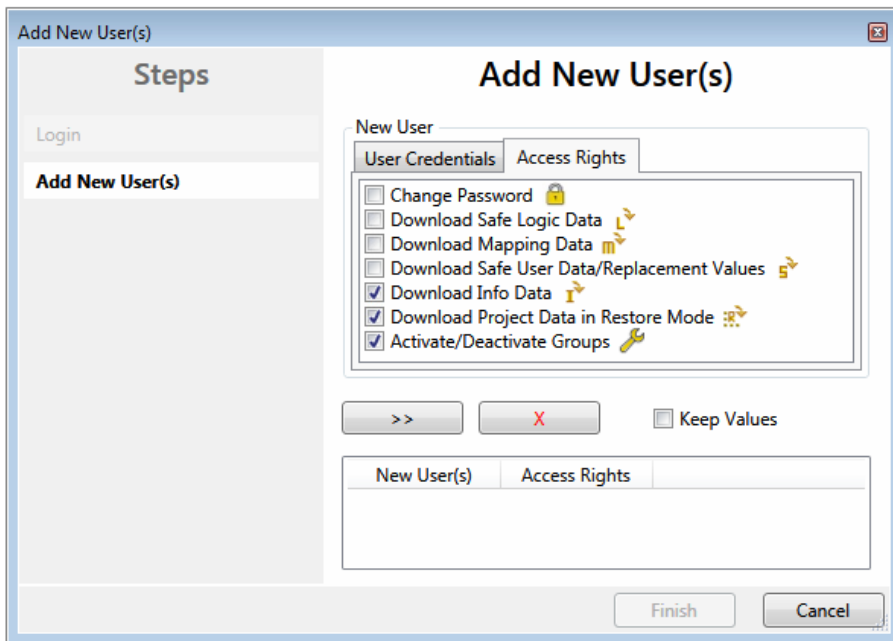 Add New User(s)
Steps
Login
Add New User(s)
Add New User(s)
New User
User Credentials
Access Rights
Change Password
Download Safe Logic Data L
Download Mapping Data m
Download Safe User Data/Replacement Values S
Download Info Data I
Download Project Data in Restore Mode R
Activate/Deactivate Groups
>>
X
Keep Values
New User(s)
Access Rights
Finish
Cancel